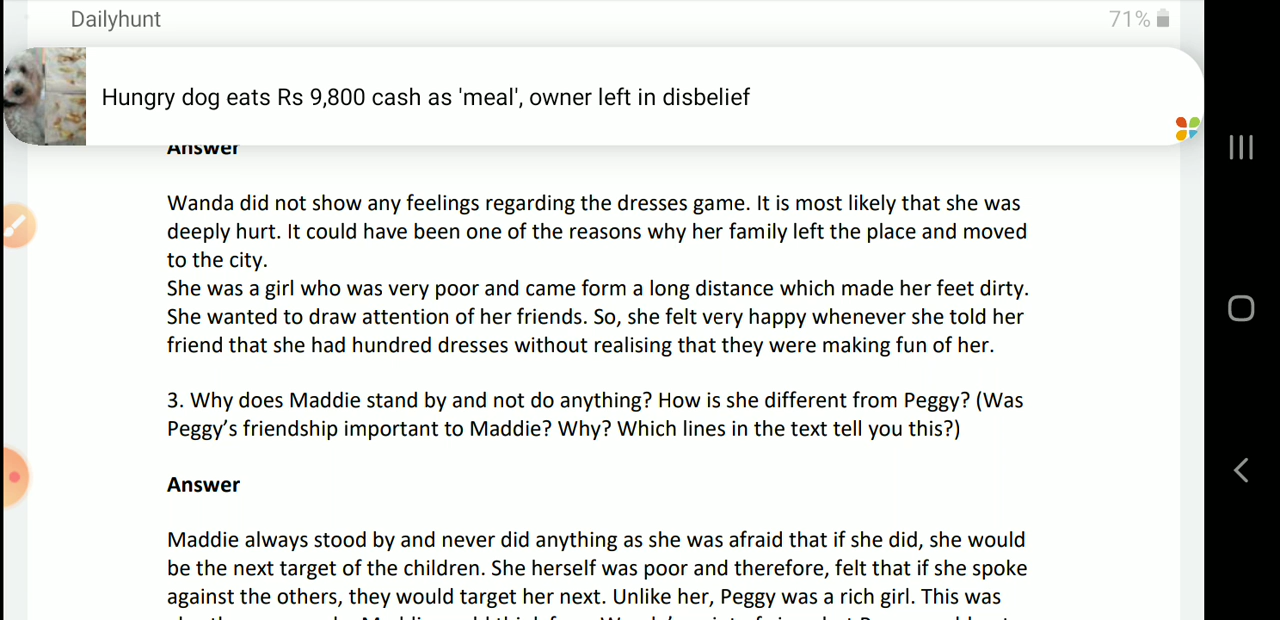 Dailyhunt
71%
Hungry dog eats Rs 9,800 cash as 'meal', owner left in disbelief
Answer
Wanda did not show any feelings regarding the dresses game. It is most likely that she was
deeply hurt. It could have been one of the reasons why her family left the place and moved
to the city.
She was a girl who was very poor and came form a long distance which made her feet dirty.
She wanted to draw attention of her friends. So, she felt very happy whenever she told her
friend that she had hundred dresses without realising that they were making fun of her.
3. Why does Maddie stand by and not do anything? How is she different from Peggy? (Was
Peggy’s friendship important to Maddie? Why? Which lines in the text tell you this?)
Answer
Maddie always stood by and never did anything as she was afraid that if she did, she would
be the next target of the children. She herself was poor and therefore, felt that if she spoke
against the others, they would target her next. Unlike her, Peggy was a rich girl. This was